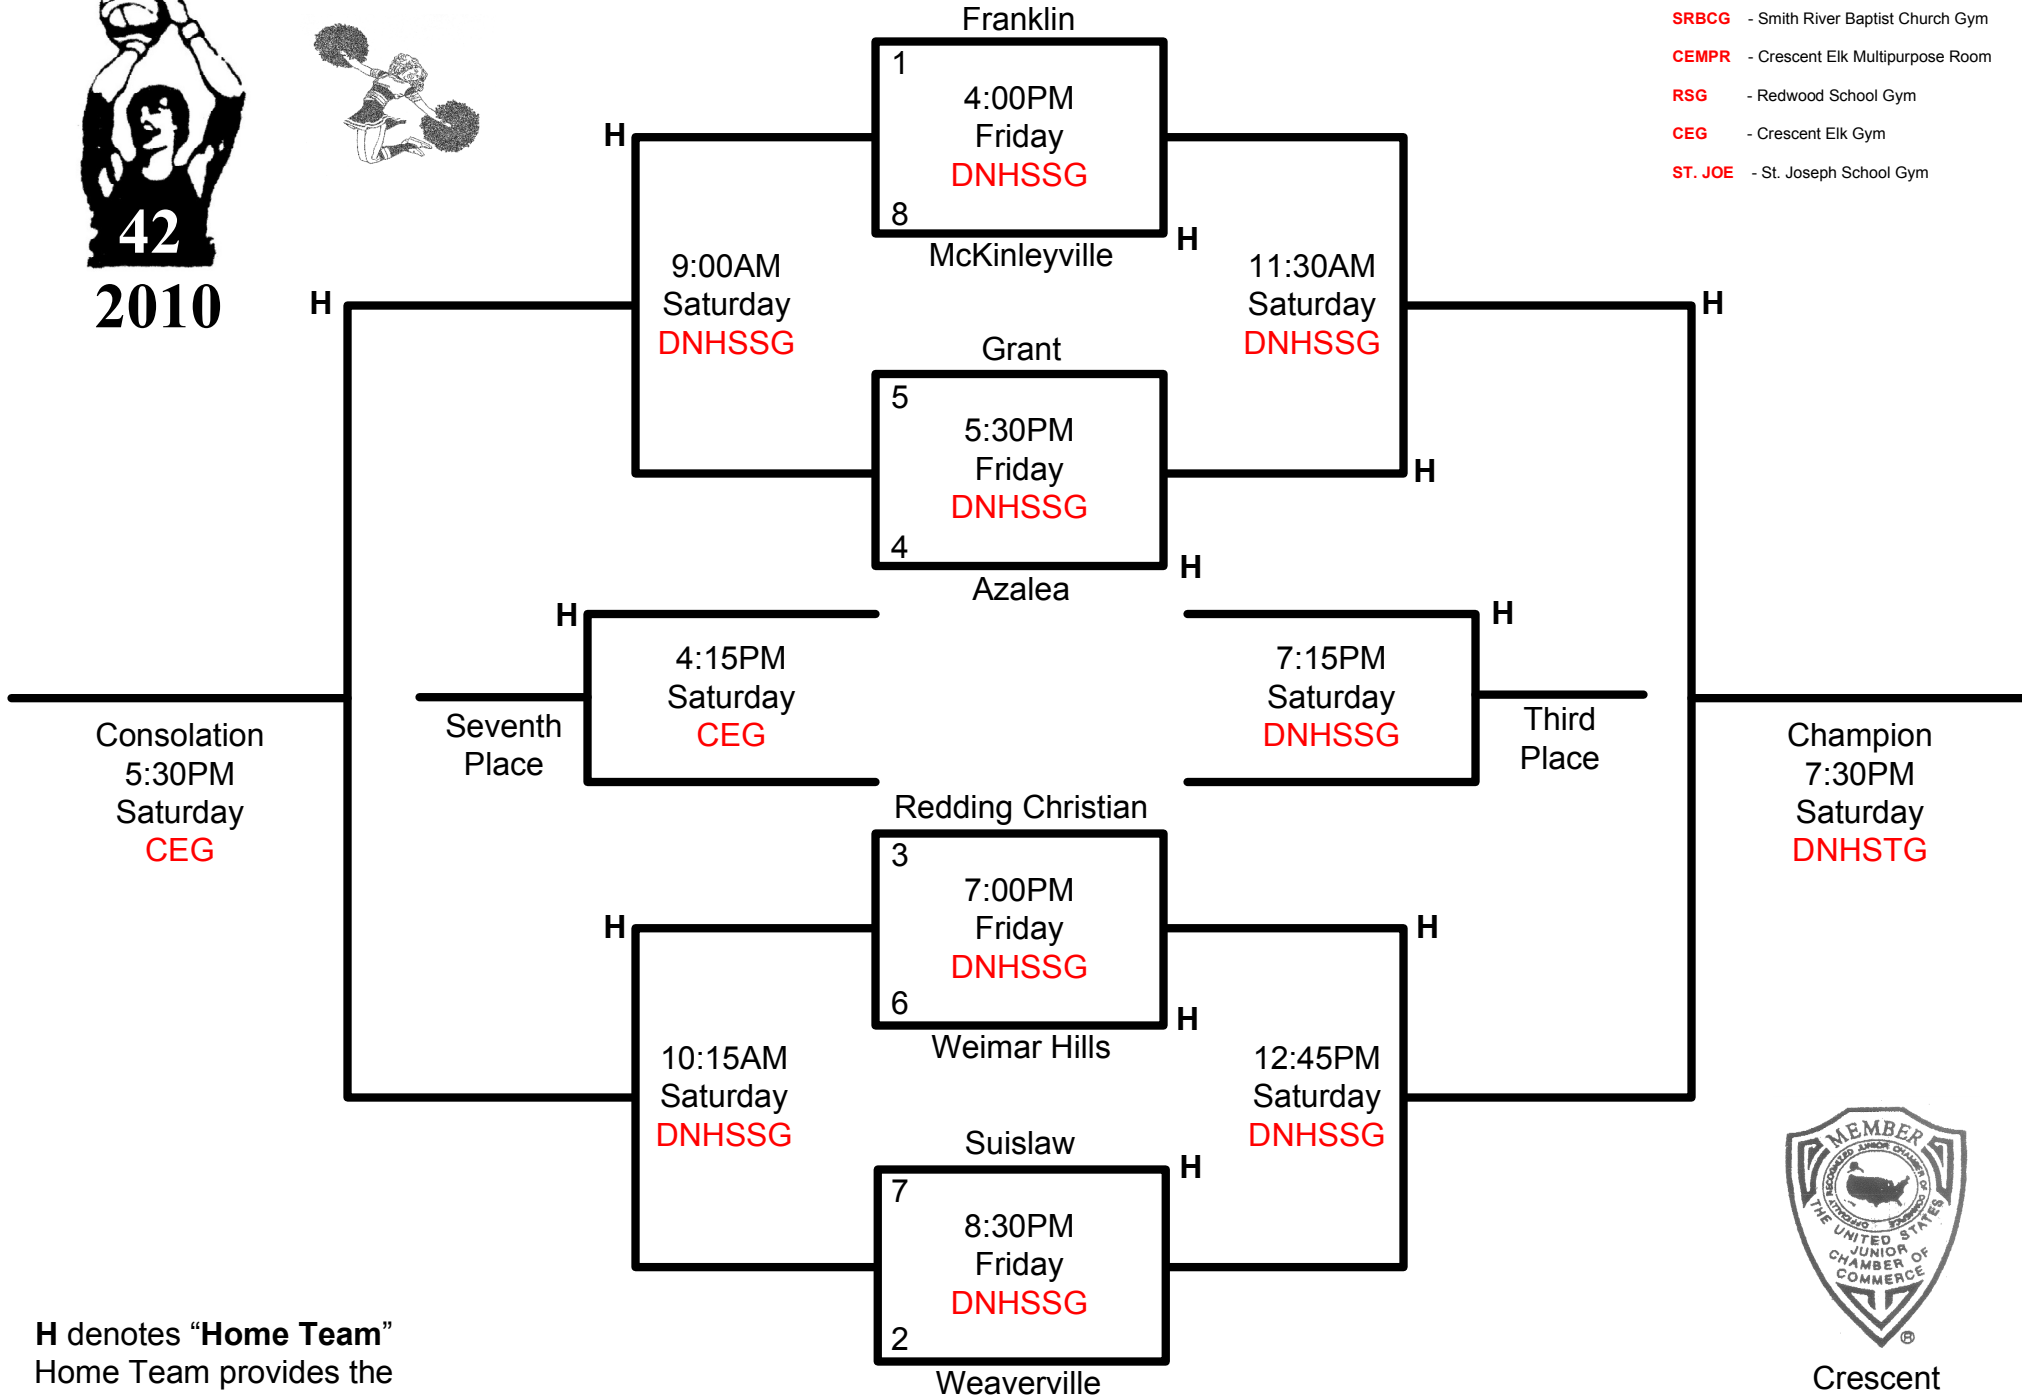 42
2010
SRBCG - Smith River Baptist Church Gym
CEMPR - Crescent Elk Multipurpose Room
RSG - Redwood School Gym
CEG - Crescent Elk Gym
ST. JOE - St. Joseph School Gym
Franklin
1
4:00PM
Friday
DNHSSG
8
McKinleyville
H
H
9:00AM
Saturday
DNHSSG
11:30AM
Saturday
DNHSSG
H
H
H
Grant
5
5:30PM
Friday
DNHSSG
4
Azalea
H
H
4:15PM
Saturday
CEG
Seventh
Place
H
7:15PM
Saturday
DNHSSG
Third
Place
Consolation
5:30PM
Saturday
CEG
Champion
7:30PM
Saturday
DNHSTG
Redding Christian
3
7:00PM
Friday
DNHSSG
6
Weimar Hills
H
H
H
10:15AM
Saturday
DNHSSG
12:45PM
Saturday
DNHSSG
Suislaw
H
7
8:30PM
Friday
DNHSSG
2
Weaverville
H denotes “Home Team”
Home Team provides the
MEMBER
OFFICIALLY RECOGNIZED JUNIOR CHAMBER OF COMMERCE
THE UNITED STATES
JUNIOR
CHAMBER OF
COMMERCE
®
Crescent